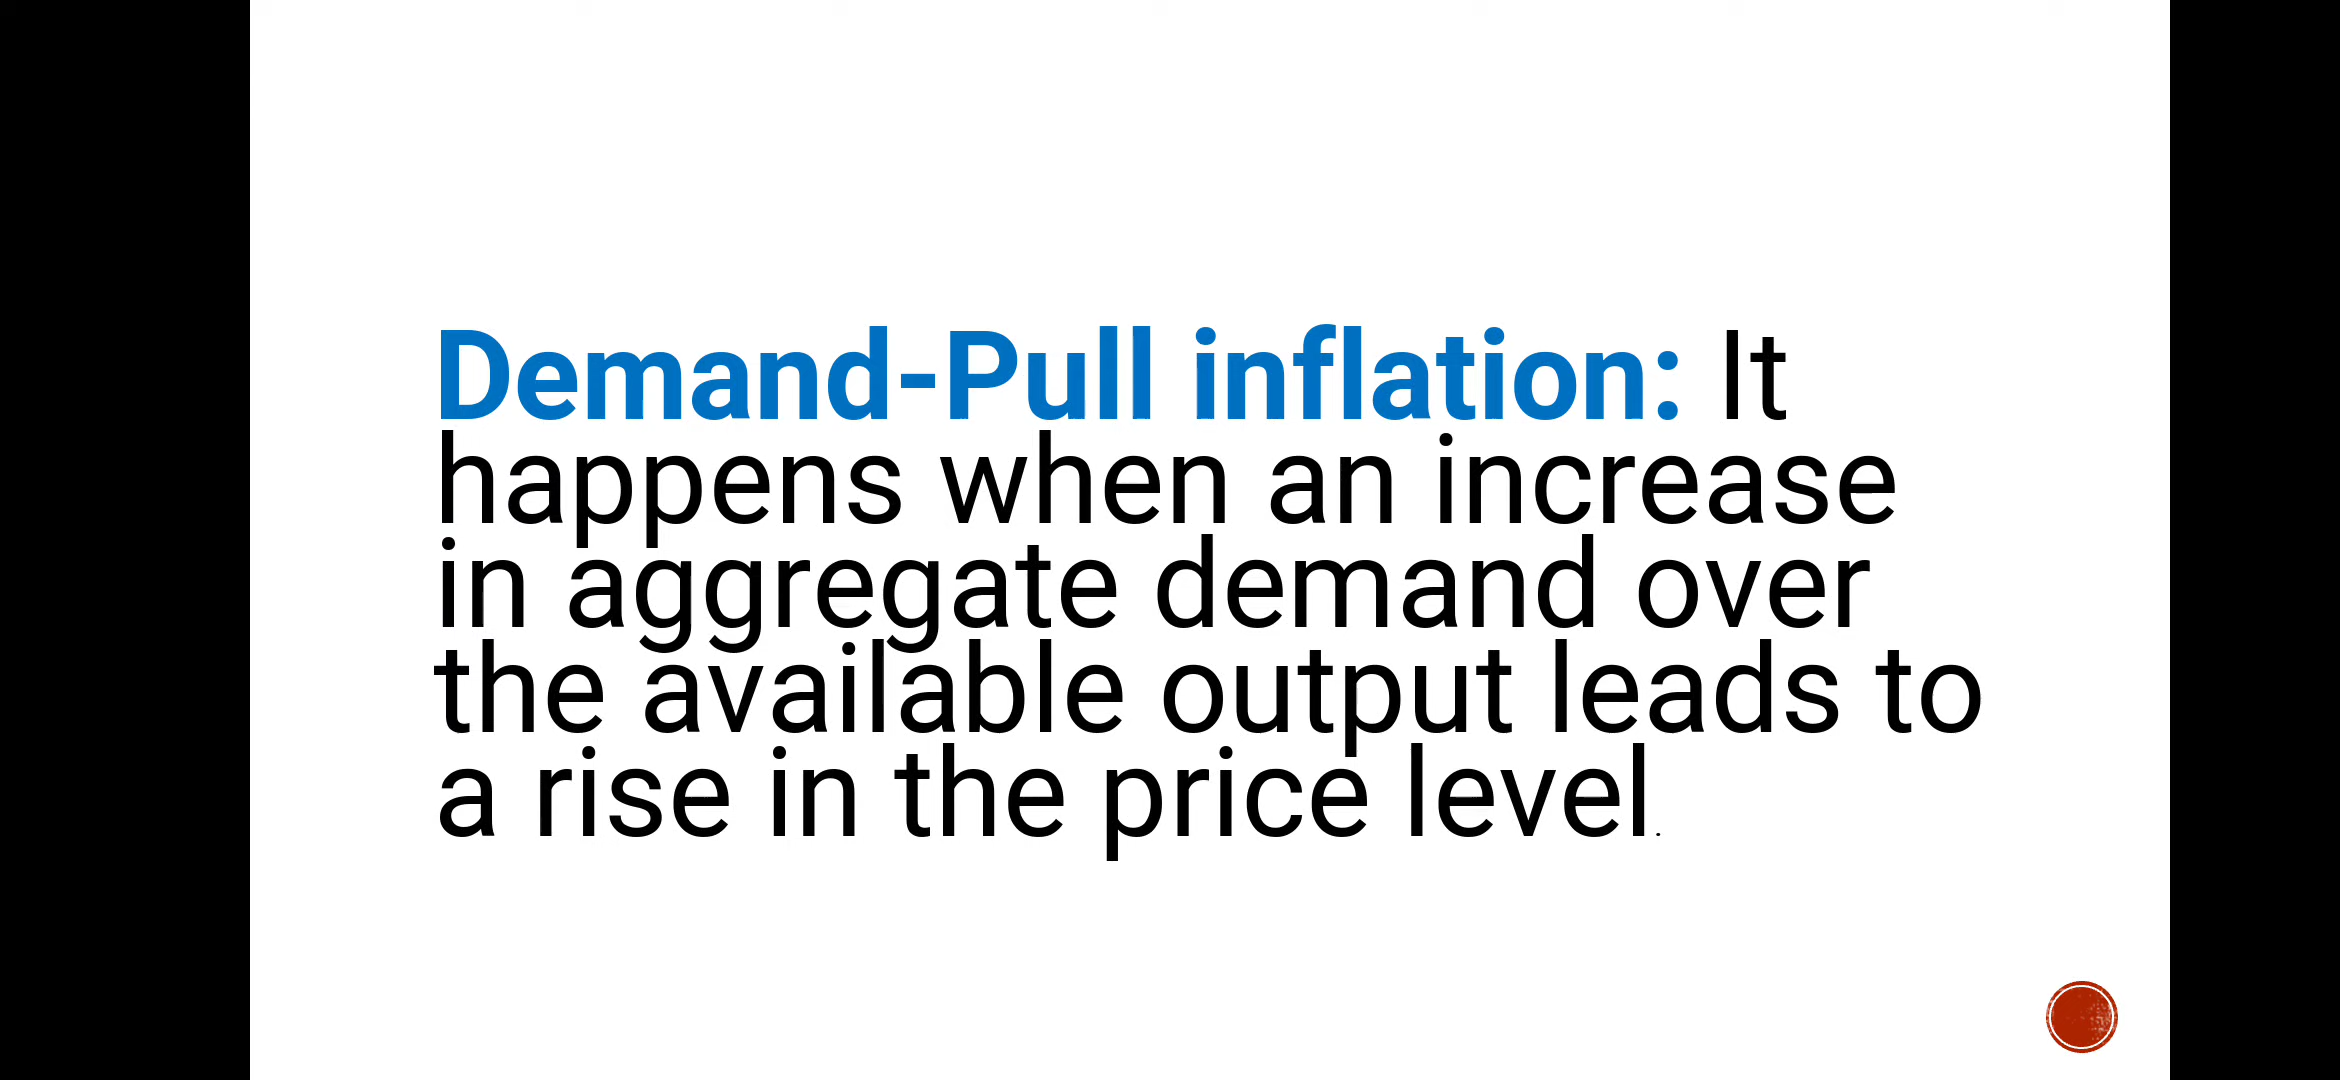 Demand-Pull inflation: It
happens when an increase
in aggregate demand over
the available output leads to
a rise in the price level.